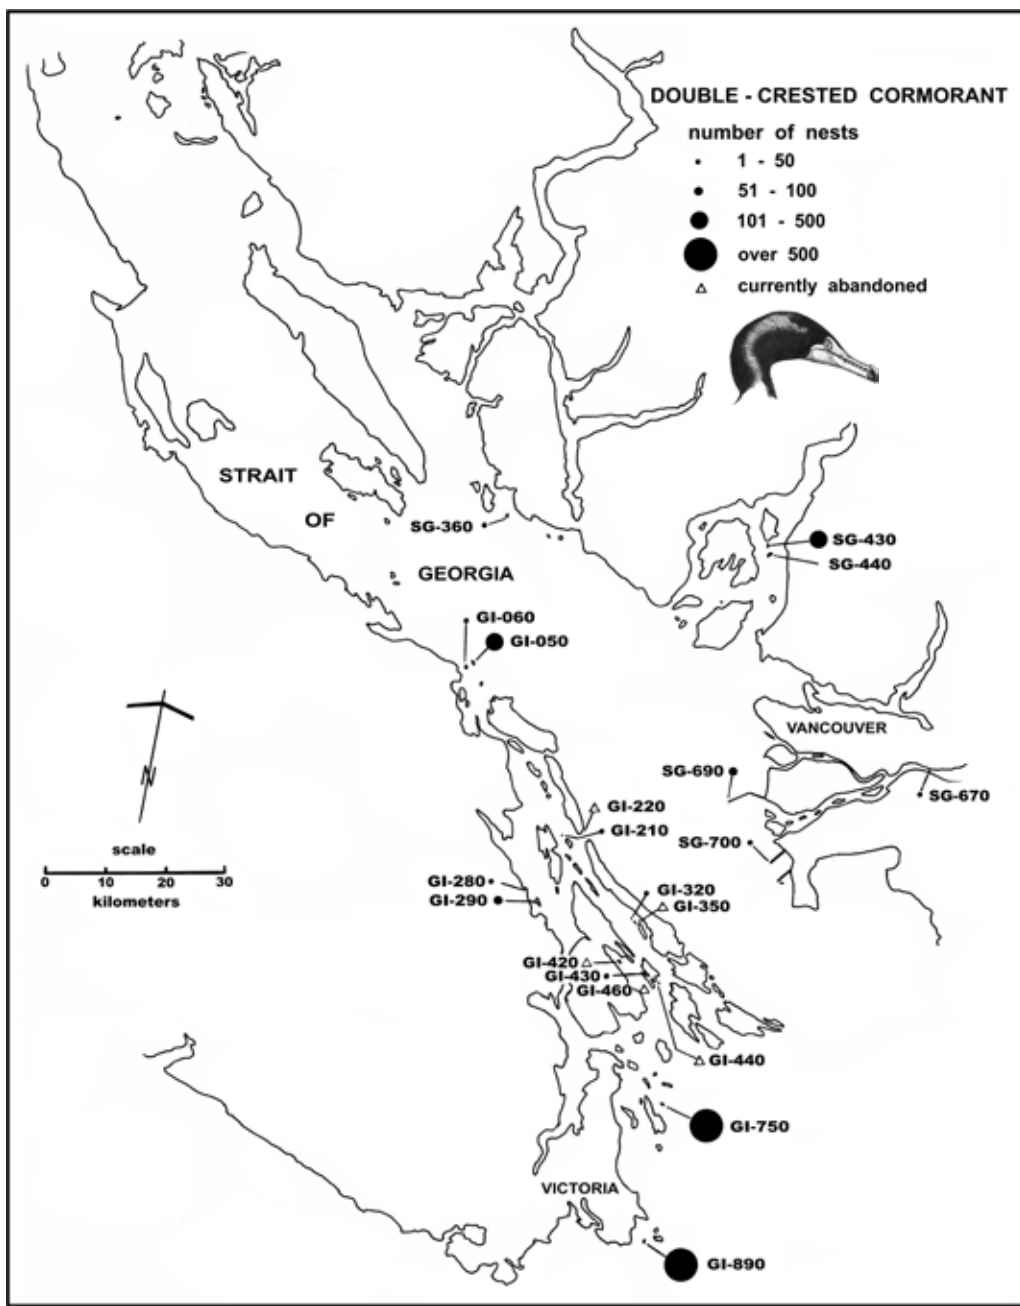 DOUBLE - CRESTED CORMORANT
number of nests
1 - 50
51 - 100
101 - 500
over 500
currently abandoned
STRAIT
OF
GEORGIA
SG-360
SG-430
SG-440
GI-060
GI-050
VANCOUVER
SG-690
SG-670
SG-700
GI-220
GI-210
N
scale
0 10 20 30
kilometers
GI-280
GI-290
GI-320
GI-350
GI-420
GI-430
GI-460
GI-440
GI-750
VICTORIA
GI-890